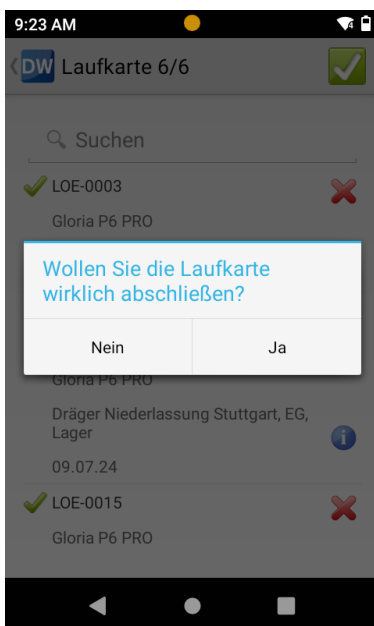 9:23 AM
DW Laufkarte 6/6
Suchen
LOE-0003
Gloria P6 PRO
Wollen Sie die Laufkarte
wirklich abschließen?
Nein Ja
Gloria P6 PRO
Dräger Niederlassung Stuttgart, EG,
Lager
09.07.24
LOE-0015
Gloria P6 PRO